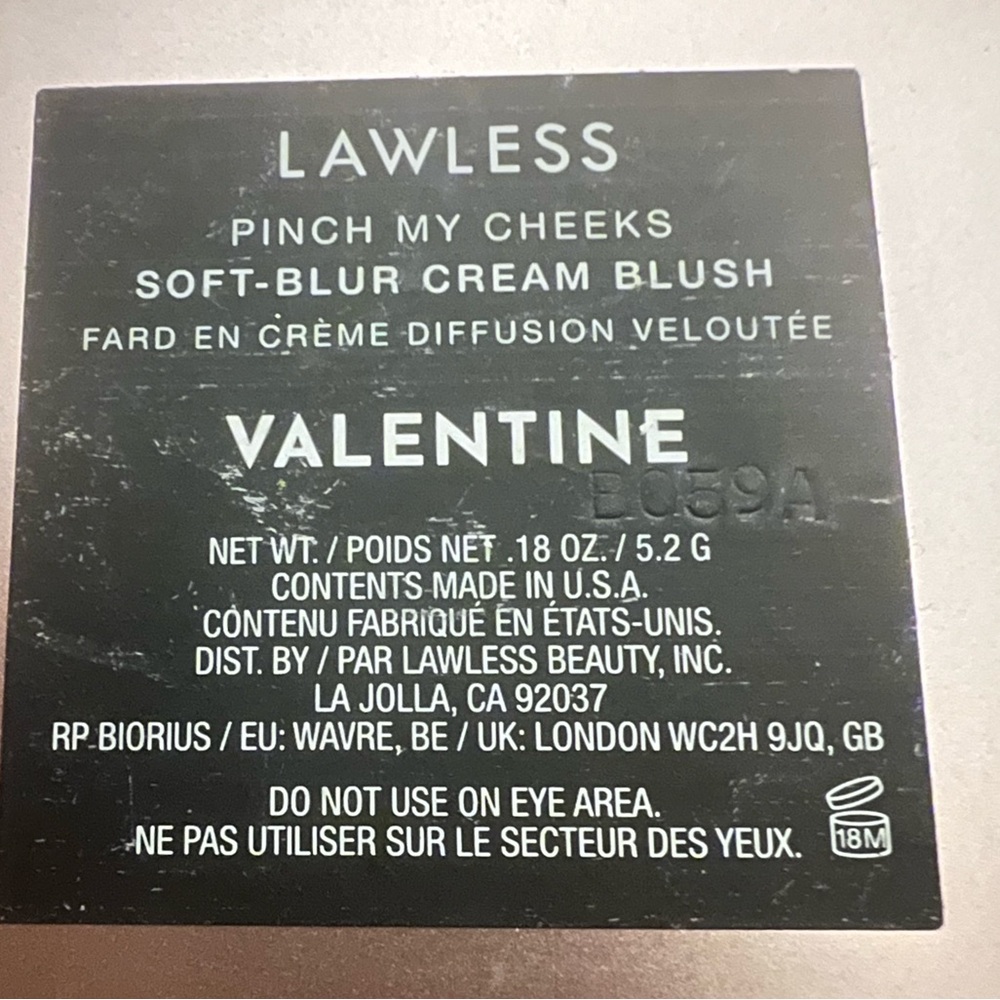 LAWLESS
PINCH MY CHEEKS
SOFT-BLUR CREAM BLUSH
FARD EN CRÈME DIFFUSION VELOUTÉE
VALENTINE
BQ59A
NET WT. / POIDS NET .18 OZ. / 5.2 G
CONTENTS MADE IN U.S.A.
CONTENU FABRIQUÉ EN ÉTATS-UNIS.
DIST. BY / PAR LAWLESS BEAUTY, INC.
LA JOLLA, CA 92037
RP BIORIUS / EU: WAVRE, BE / UK: LONDON WC2H 9JQ, GB
DO NOT USE ON EYE AREA.
NE PAS UTILISER SUR LE SECTEUR DES YEUX.
18M